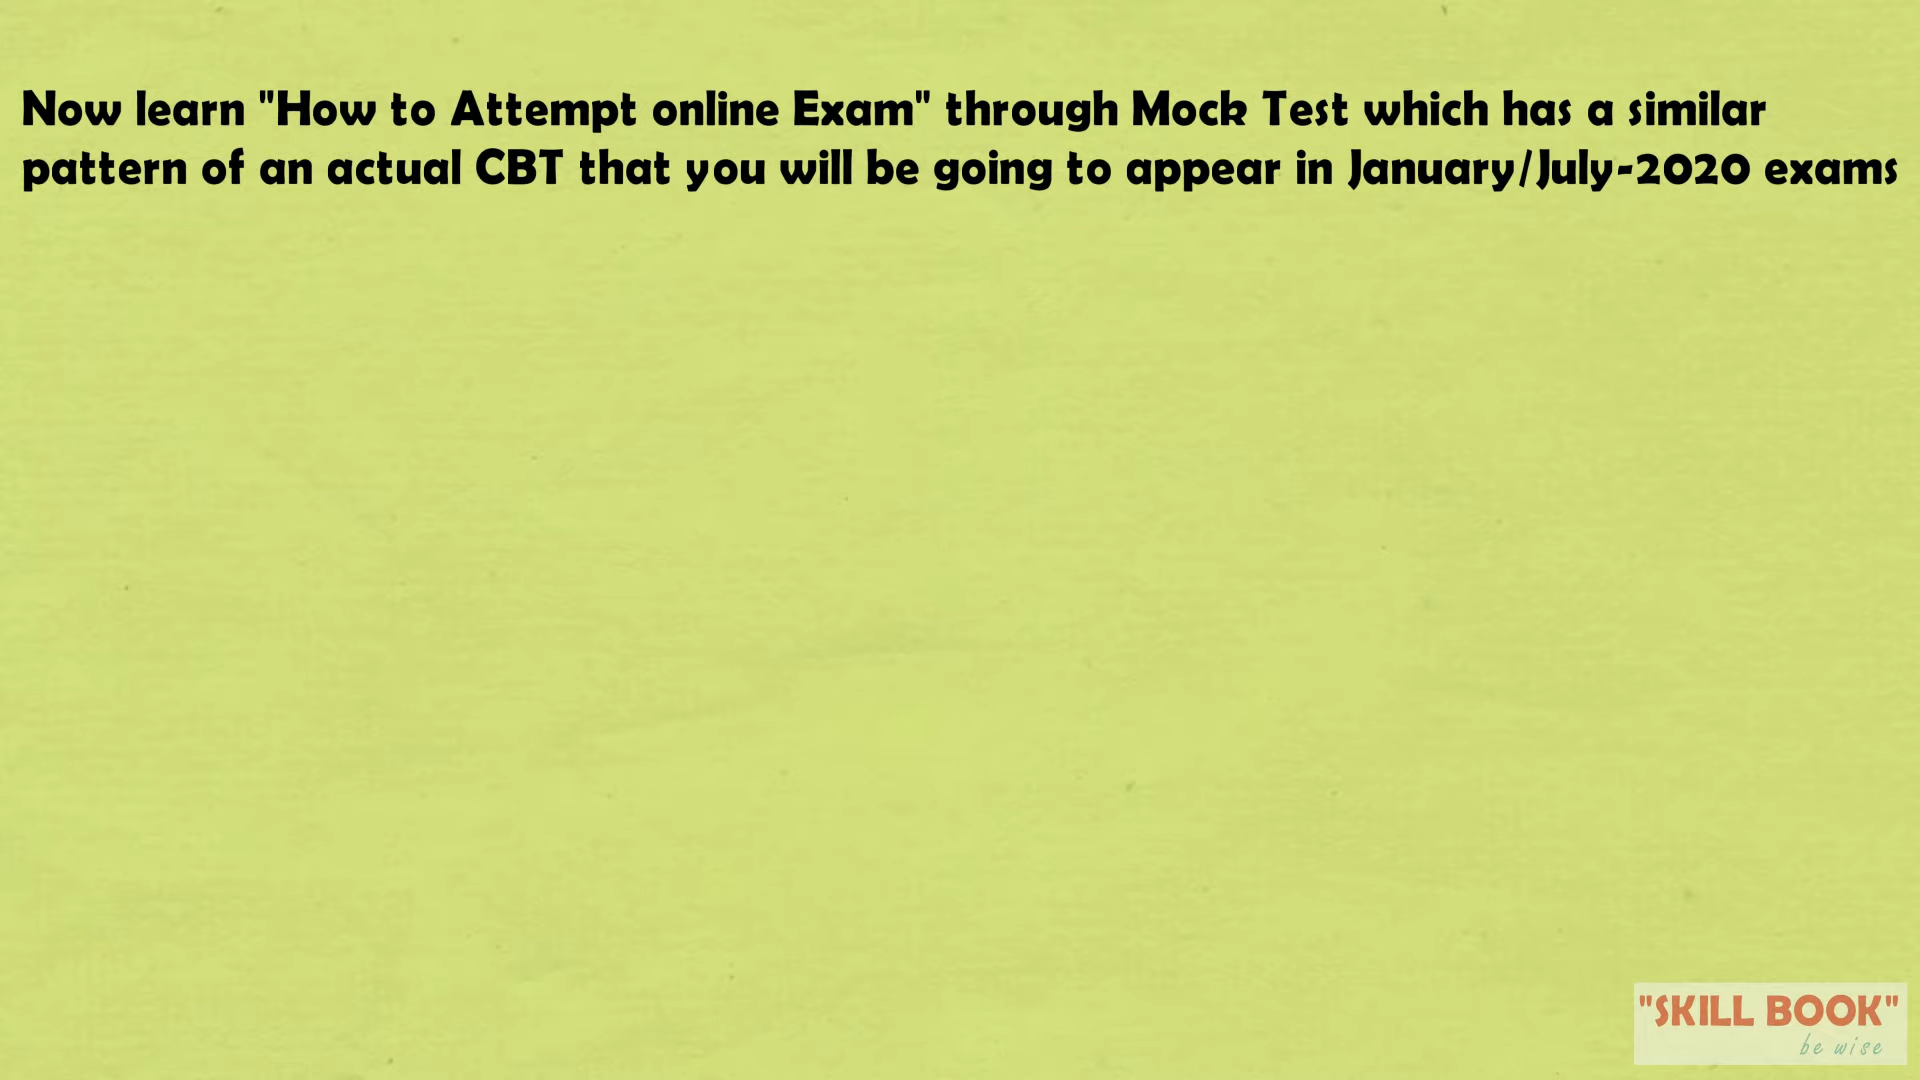 Now learn "How to Attempt online Exam" through Mock Test which has a similar
pattern of an actual CBT that you will be going to appear in January/July-2020 exams
"SKILL BOOK"
be wise